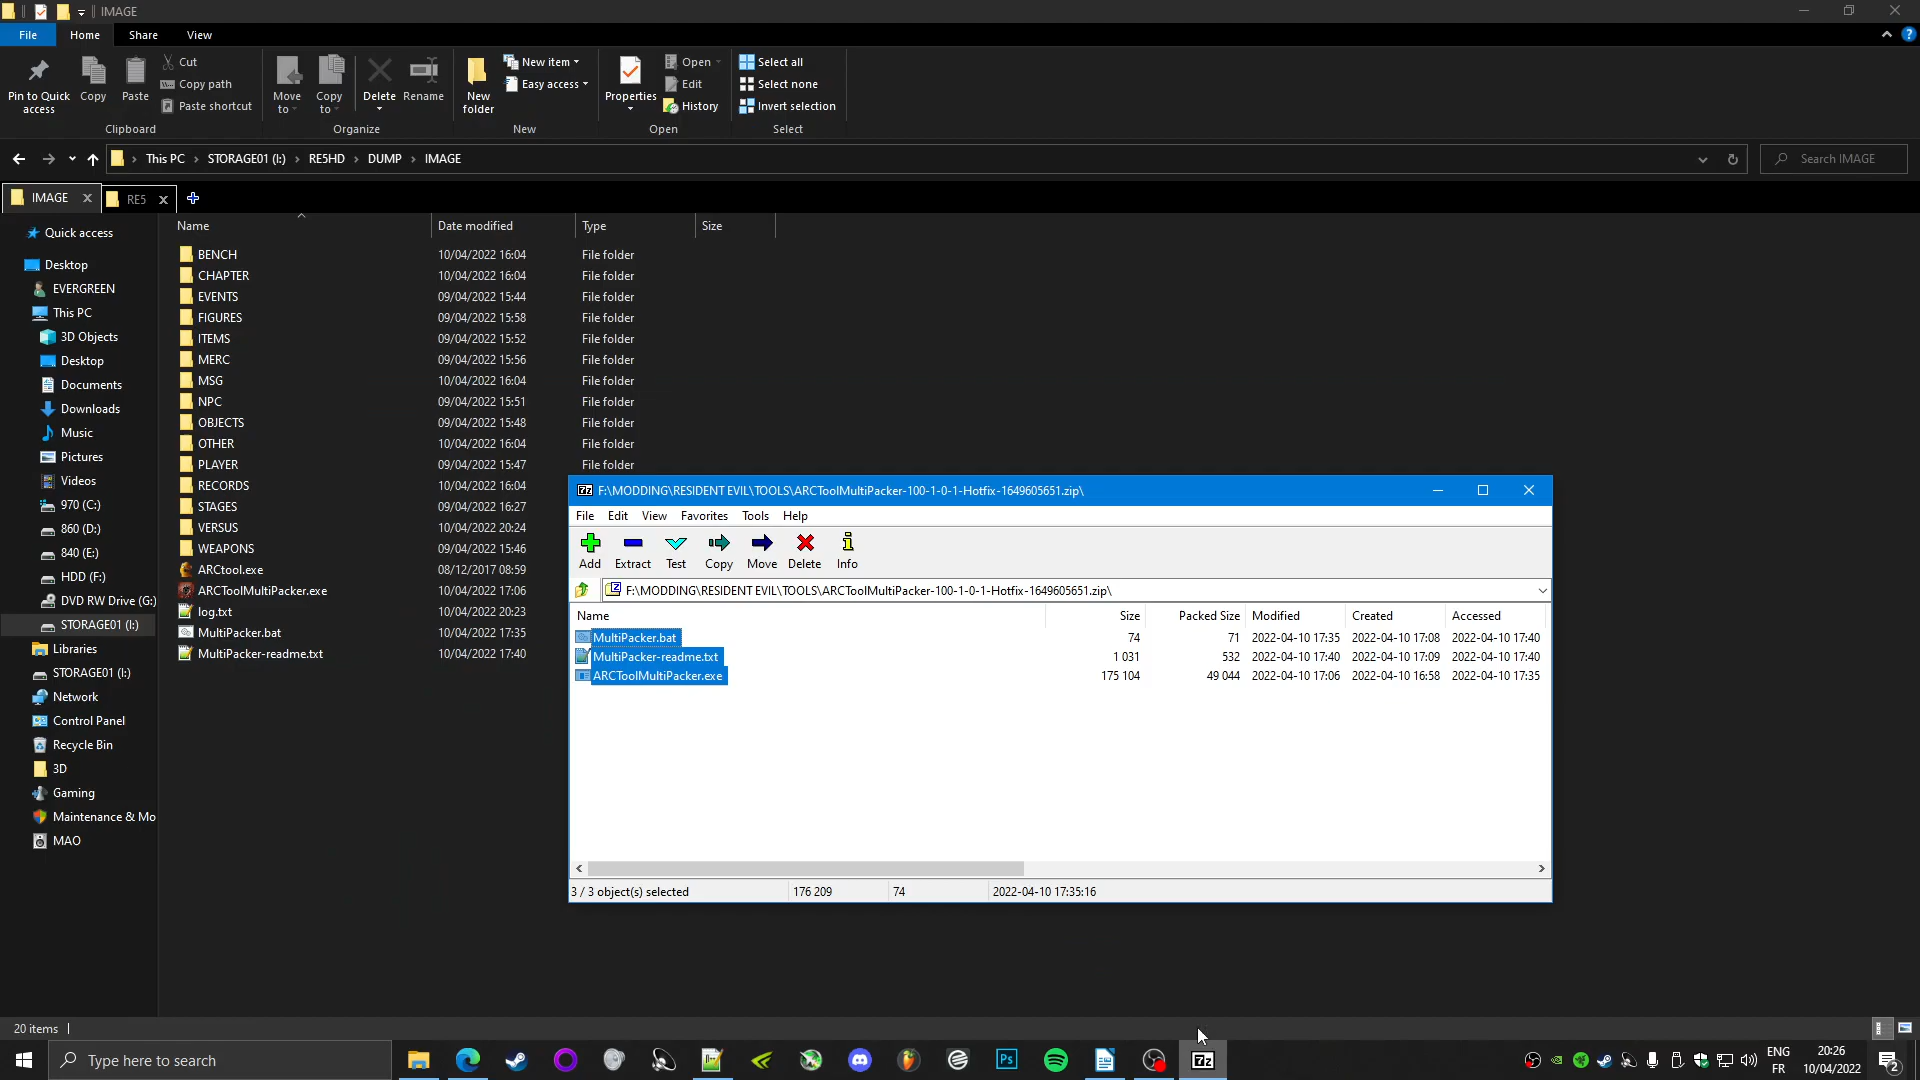 IMAGE
File Home Share View
Pin to Quick access
Copy
Paste
Cut
Copy path
Paste shortcut
Clipboard
Move to
Copy to
Delete
Rename
Organize
New folder
New item
Easy access
New
Properties
Open
Edit
History
Open
Select all
Select none
Invert selection
Select
This PC STORAGE01 (I:) RE5HD DUMP IMAGE
Search IMAGE
IMAGE RE5
Name Date modified Type Size
Quick access
Desktop
EVERGREEN
This PC
3D Objects
Desktop
Documents
Downloads
Music
Pictures
Videos
970 (C:)
860 (D:)
840 (E:)
HDD (F:)
DVD RW Drive (G:)
STORAGE01 (I:)
Libraries
STORAGE01 (I:)
Network
Control Panel
Recycle Bin
3D
Gaming
Maintenance & Mo
MAO
BENCH 10/04/2022 16:04 File folder
CHAPTER 10/04/2022 16:04 File folder
EVENTS 09/04/2022 15:44 File folder
FIGURES 09/04/2022 15:58 File folder
ITEMS 09/04/2022 15:52 File folder
MERC 09/04/2022 15:56 File folder
MSG 10/04/2022 16:04 File folder
NPC 09/04/2022 15:51 File folder
OBJECTS 09/04/2022 15:48 File folder
OTHER 10/04/2022 16:04 File folder
PLAYER 09/04/2022 15:47 File folder
RECORDS 10/04/2022 16:04
STAGES 09/04/2022 16:27
VERSUS 10/04/2022 20:24
WEAPONS 09/04/2022 15:46
ARCtool.exe 08/12/2017 08:59
ARCToolMultiPacker.exe 10/04/2022 17:06
log.txt 10/04/2022 20:23
MultiPacker.bat 10/04/2022 17:35
MultiPacker-readme.txt 10/04/2022 17:40
7z F:\MODDING\RESIDENT EVIL\TOOLS\ARCToolMultiPacker-100-1-0-1-Hotfix-1649605651.zip\
File Edit View Favorites Tools Help
Add Extract Test Copy Move Delete Info
F:\MODDING\RESIDENT EVIL\TOOLS\ARCToolMultiPacker-100-1-0-1-Hotfix-1649605651.zip\
Name Size Packed Size Modified Created Accessed
MultiPacker.bat 74 71 2022-04-10 17:35 2022-04-10 17:08 2022-04-10 17:40
MultiPacker-readme.txt 1 031 532 2022-04-10 17:40 2022-04-10 17:09 2022-04-10 17:40
ARCToolMultiPacker.exe 175 104 49 044 2022-04-10 17:06 2022-04-10 16:58 2022-04-10 17:35
3 / 3 object(s) selected 176 209 74 2022-04-10 17:35:16
20 items
Type here to search
Ps
7z
ENG
FR
20:26
10/04/2022
2